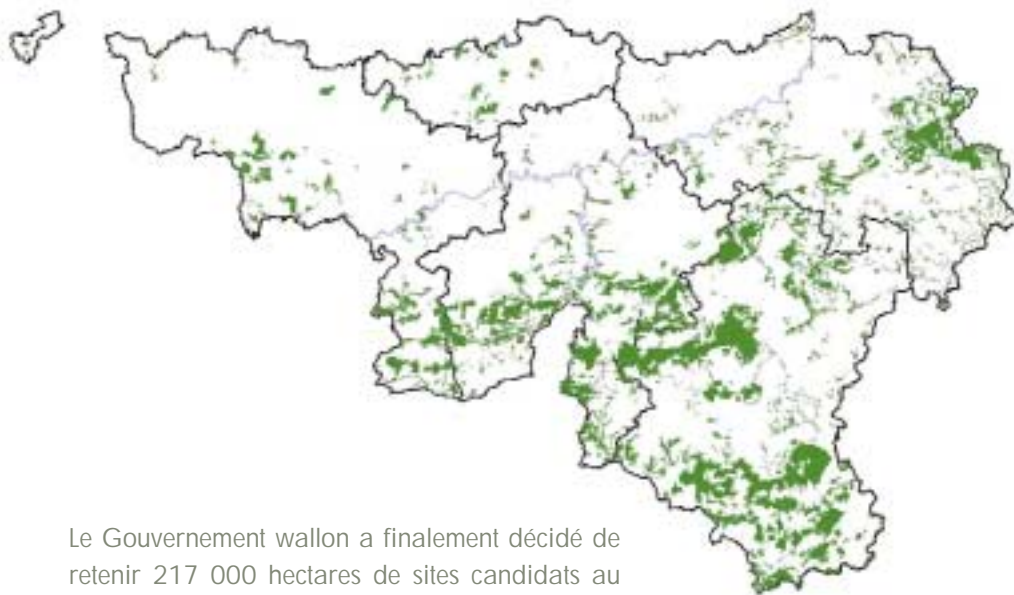 Le Gouvernement wallon a finalement décidé de
retenir 217 000 hectares de sites candidats au